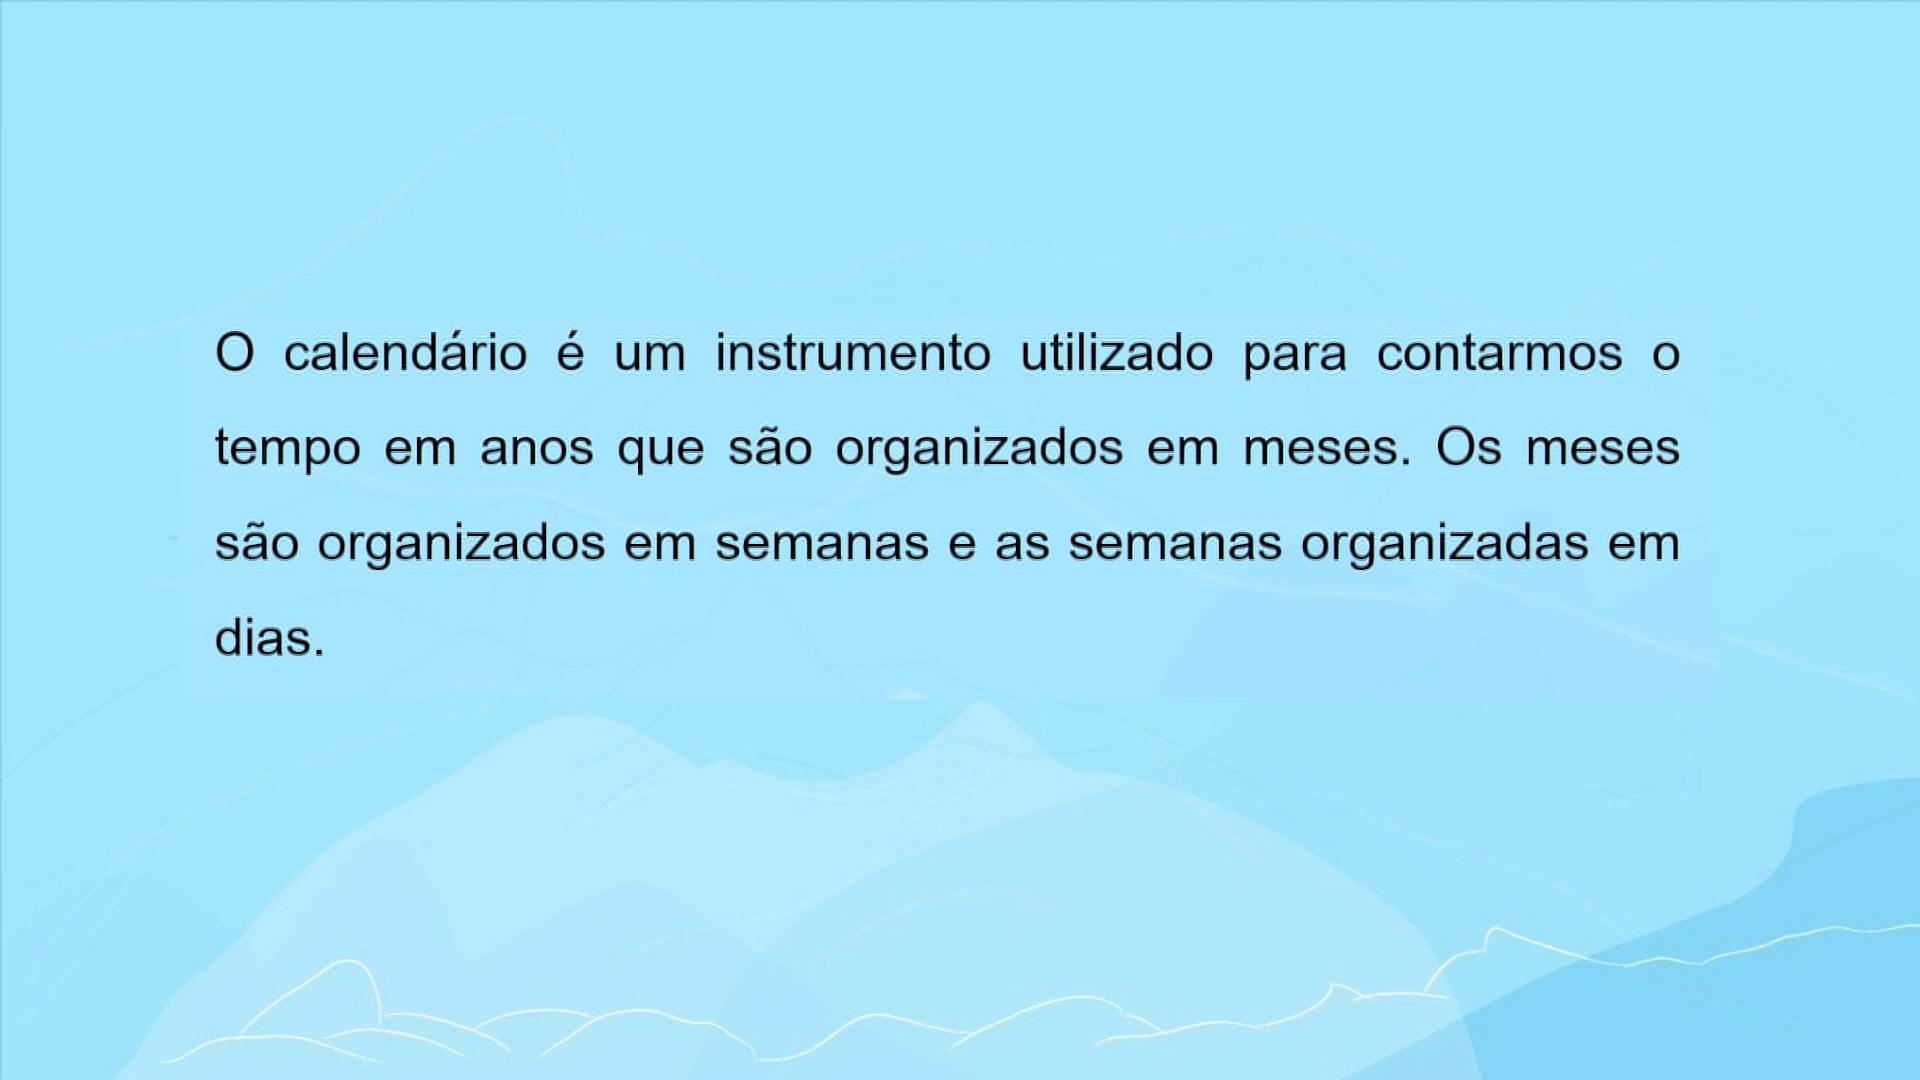 O calendário é um instrumento utilizado para contarmos o
tempo em anos que são organizados em meses. Os meses
são organizados em semanas e as semanas organizadas em
dias.